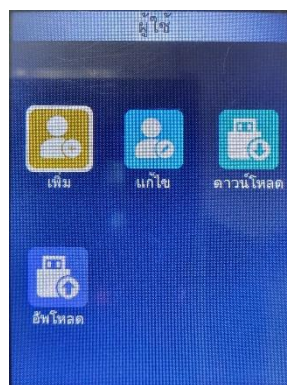 ผู้ใช้
เพิ่ม
แก้ไข
ดาวน์โหลด
อัพโหลด